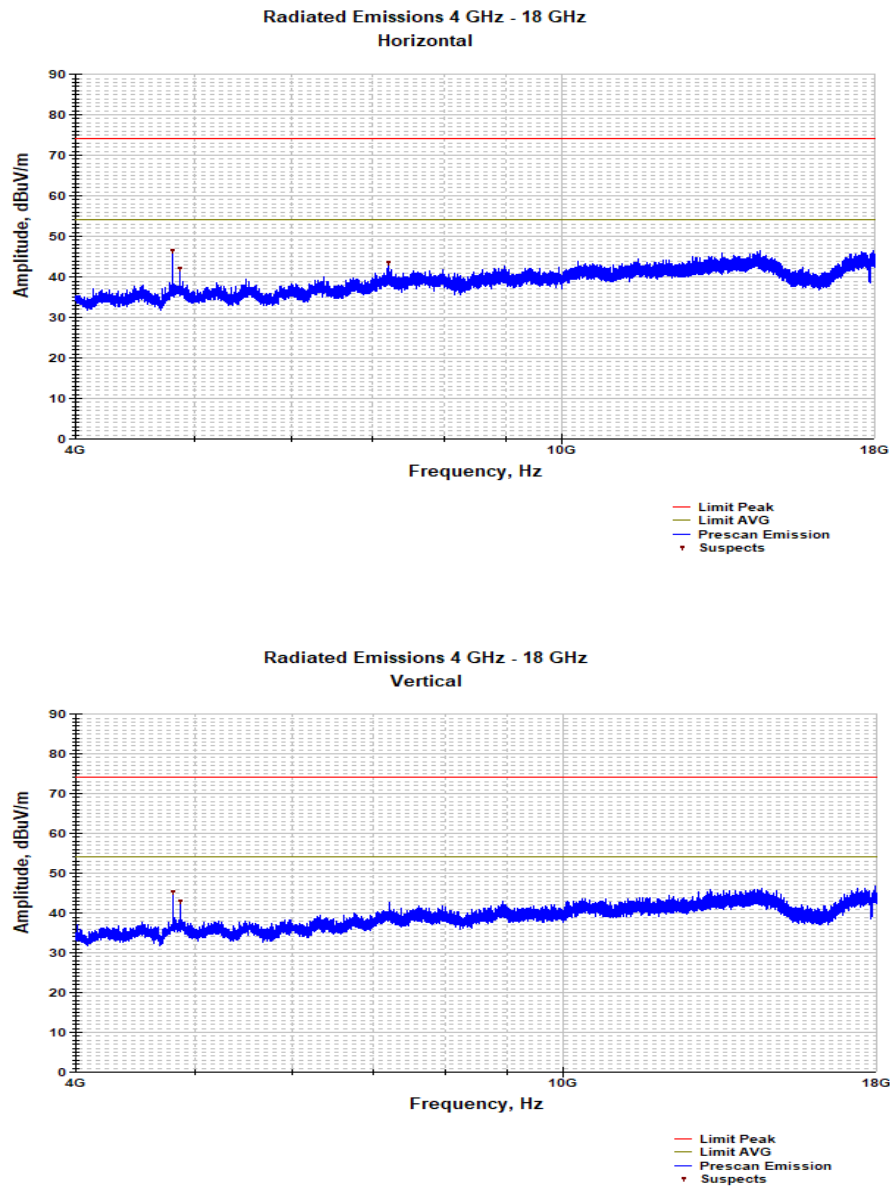 Radiated Emissions 4 GHz - 18 GHz
Horizontal
Amplitude, dBuV/m
90
80
70
60
50
40
30
20
10
0
4G
10G
18G
Frequency, Hz
Limit Peak
Limit AVG
Prescan Emission
Suspects
Radiated Emissions 4 GHz - 18 GHz
Vertical
Amplitude, dBuV/m
90
80
70
60
50
40
30
20
10
0
4G
10G
18G
Frequency, Hz
Limit Peak
Limit AVG
Prescan Emission
Suspects